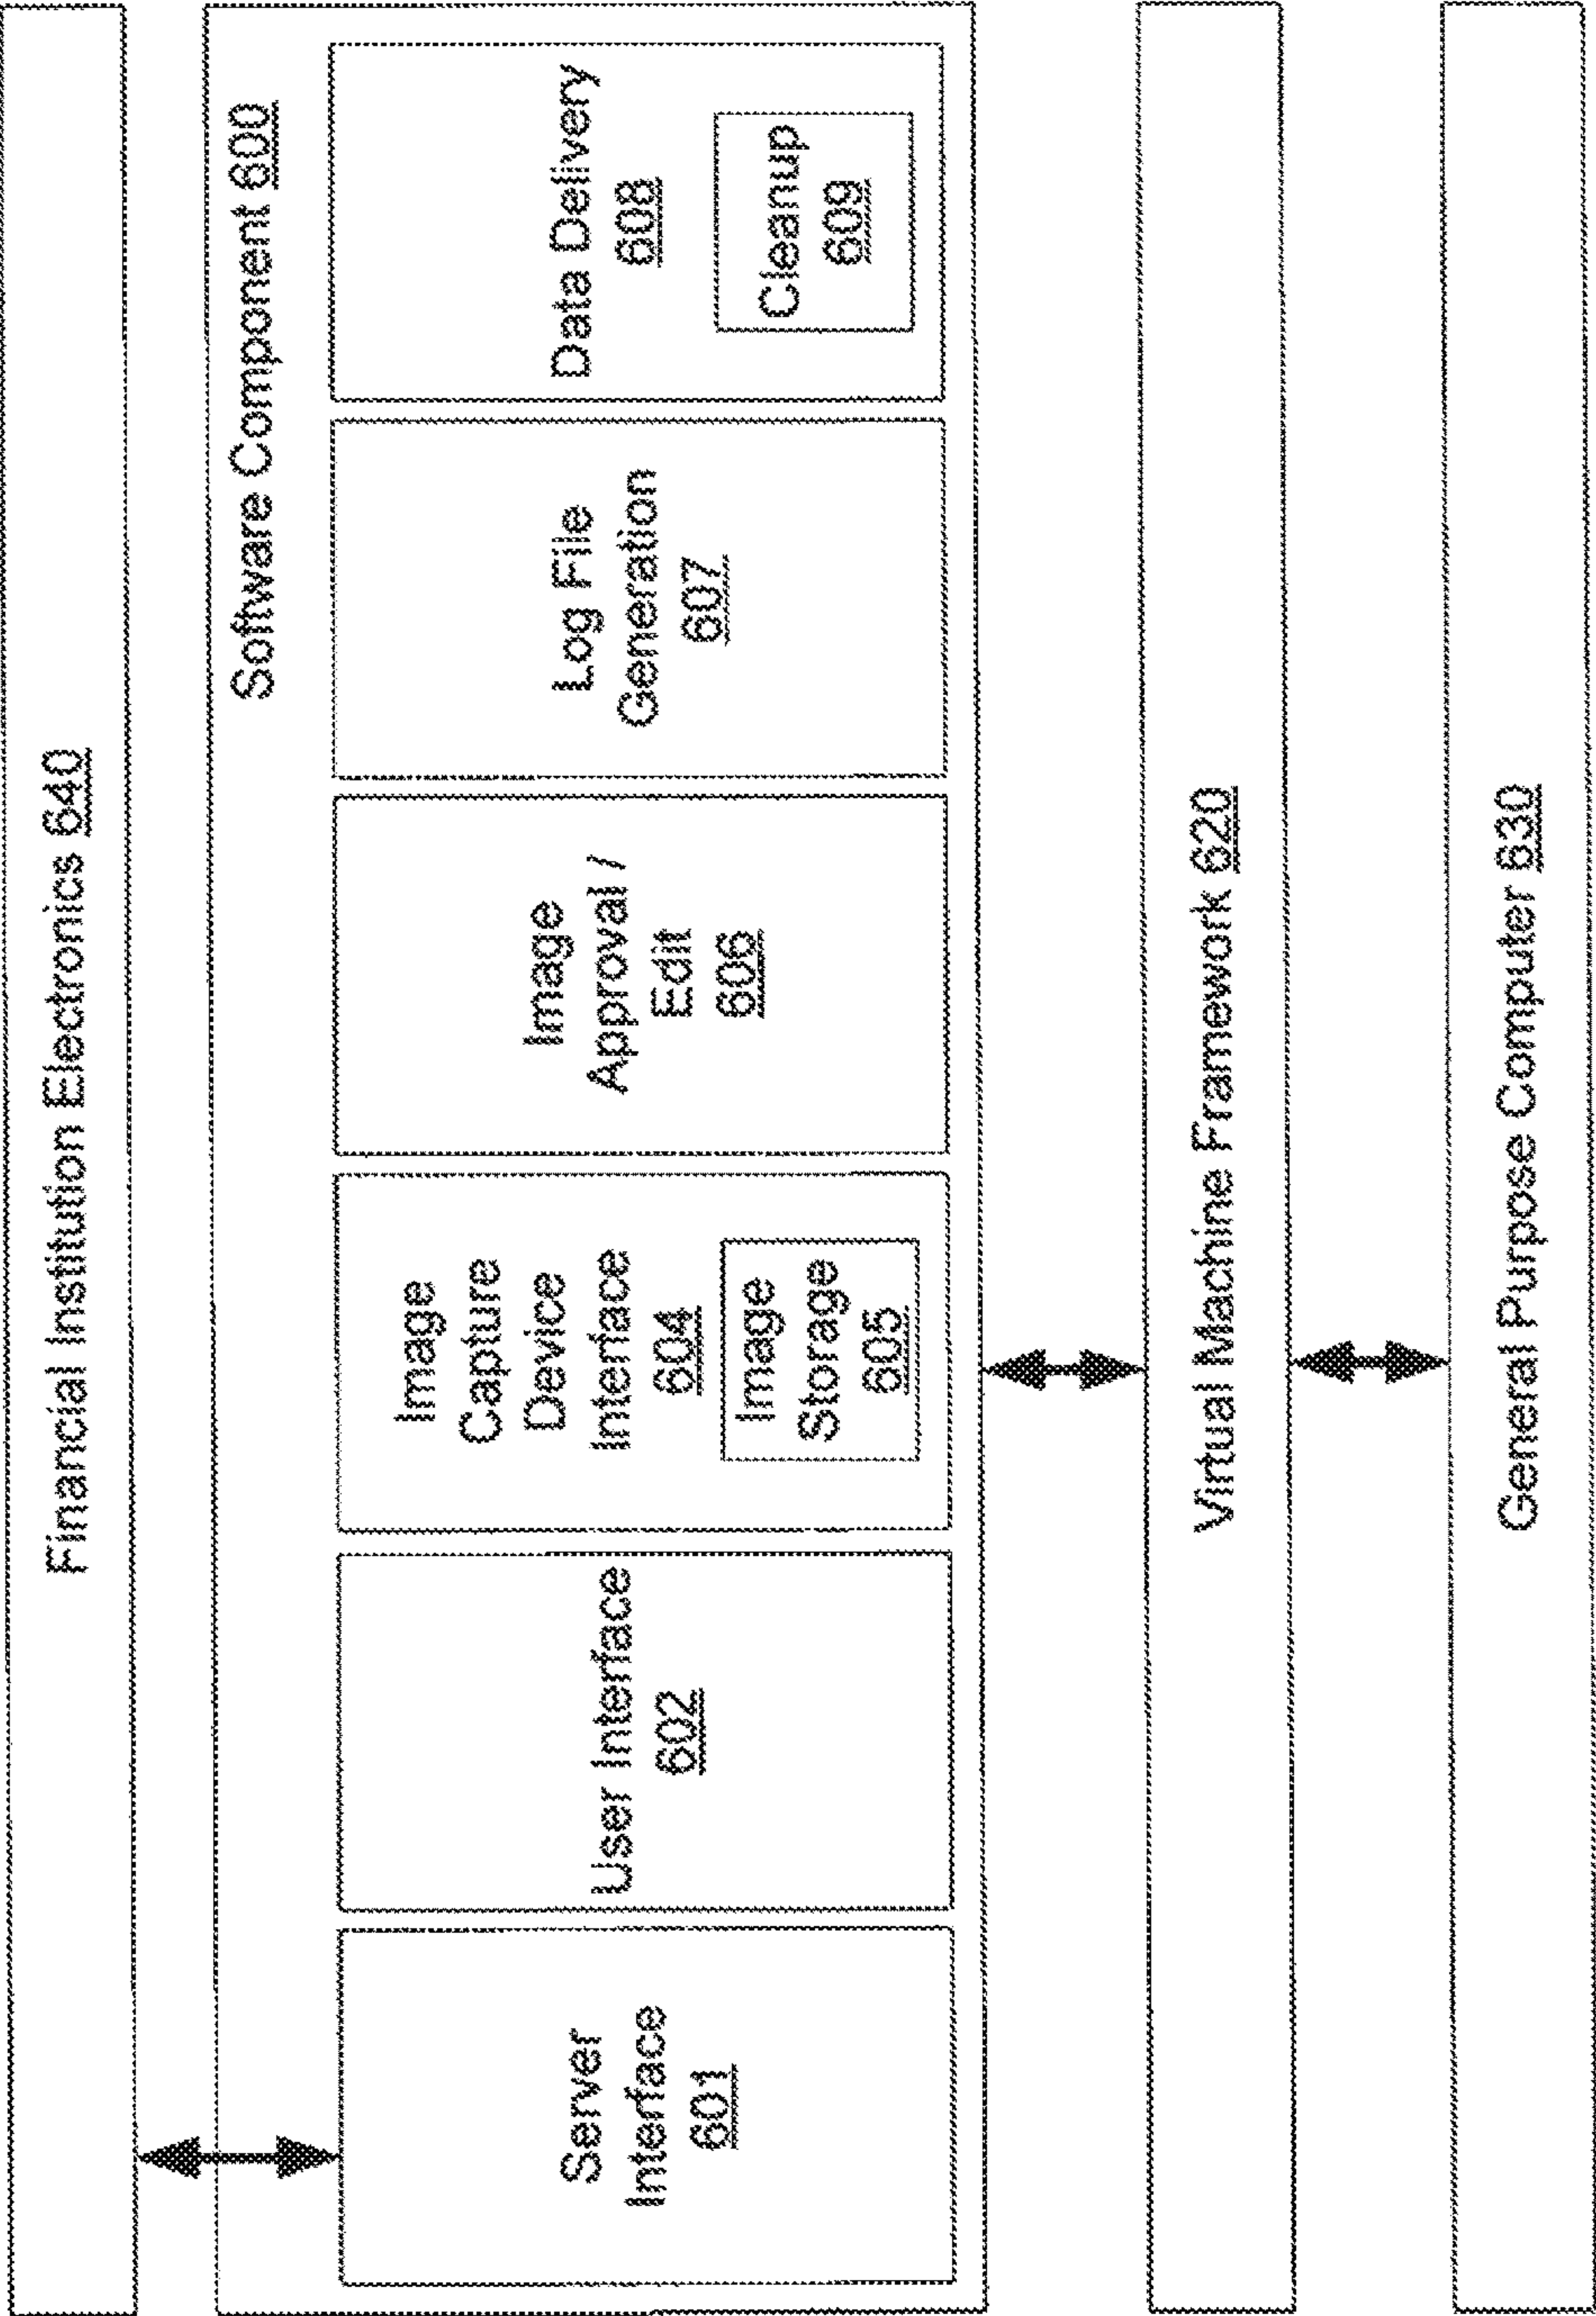 Financial Institution Electronics 640
Software Component 600
Server
Interface
601
User Interface
602
Image
Capture
Device
Interface
604
Image
Storage
605
Image
Approval /
Edit
606
Log File
Generation
607
Data Delivery
608
Cleanup
609
Virtual Machine Framework 620
General Purpose Computer 630